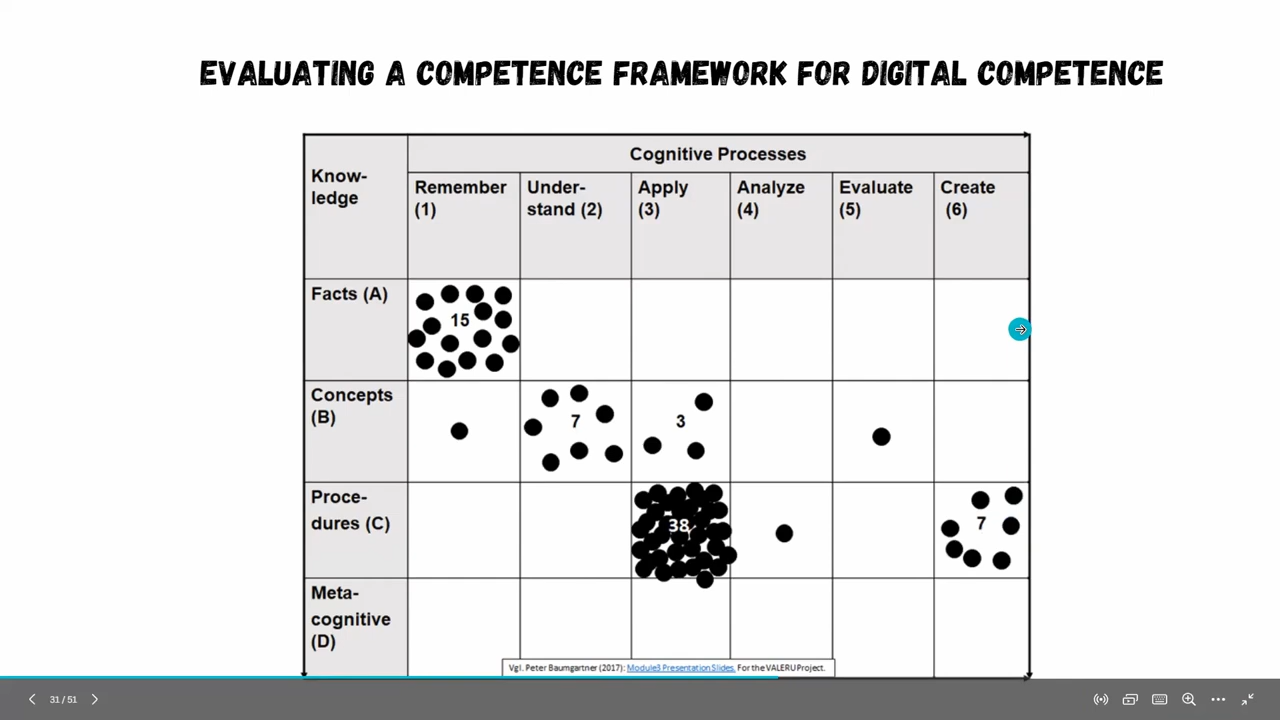 EVALUATING A COMPETENCE FRAMEWORK FOR DIGITAL COMPETENCE
Know-
ledge
Cognitive Processes
Remember
(1)
Under-
stand (2)
Apply
(3)
Analyze
(4)
Evaluate
(5)
Create
(6)
Facts (A)
15
Concepts
(B)
7
3
Proce-
dures (C)
38
7
Meta-
cognitive
(D)
Vgl. Peter Baumgartner (2017): Module3 Presentation Slides. For the VALERU Project.
31 / 51